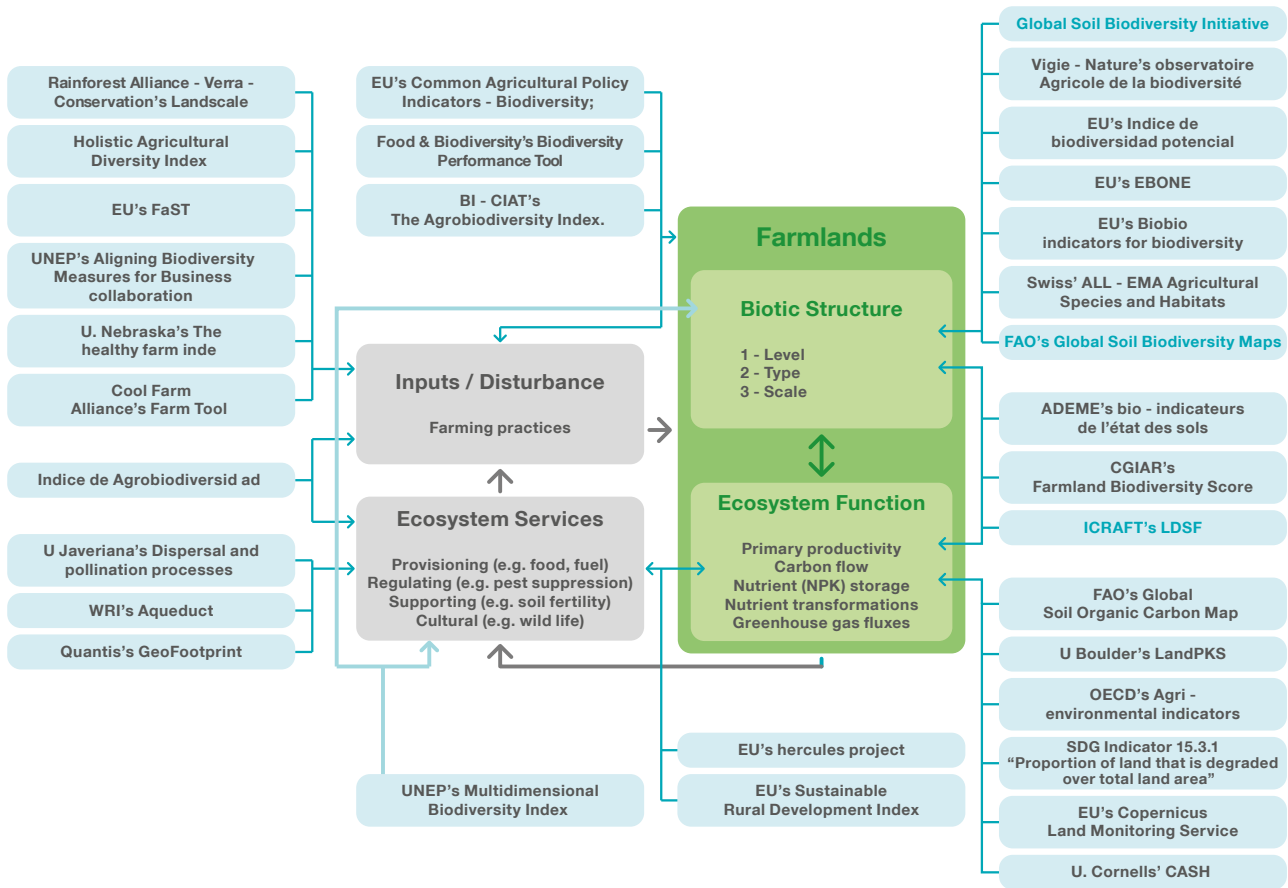 Rainforest Alliance - Verra -
Conservation's Landscale
Holistic Agricultural
Diversity Index
EU's FaST
UNEP's Aligning Biodiversity
Measures for Business
collaboration
U. Nebraska's The
healthy farm inde
Cool Farm
Alliance's Farm Tool
Indice de Agrobiodiversid ad
U Javeriana's Dispersal and
pollination processes
WRI's Aqueduct
Quantis's GeoFootprint
EU's Common Agricultural Policy
Indicators - Biodiversity;
Food & Biodiversity's Biodiversity
Performance Tool
BI - CIAT's
The Agrobiodiversity Index.
Inputs / Disturbance
Farming practices
Ecosystem Services
Provisioning (e.g. food, fuel)
Regulating (e.g. pest suppression)
Supporting (e.g. soil fertility)
Cultural (e.g. wild life)
UNEP's Multidimensional
Biodiversity Index
Farmlands
Biotic Structure
1 - Level
2 - Type
3 - Scale
Ecosystem Function
Primary productivity
Carbon flow
Nutrient (NPK) storage
Nutrient transformations
Greenhouse gas fluxes
EU's hercules project
EU's Sustainable
Rural Development Index
Global Soil Biodiversity Initiative
Vigie - Nature's observatoire
Agricole de la biodiversité
EU's Indice de
biodiversidad potencial
EU's EBONE
EU's Biobio
indicators for biodiversity
Swiss' ALL - EMA Agricultural
Species and Habitats
FAO's Global Soil Biodiversity Maps
ADEME's bio - indicateurs
de l'état des sols
CGIAR's
Farmland Biodiversity Score
ICRAFT's LDSF
FAO's Global
Soil Organic Carbon Map
U Boulder's LandPKS
OECD's Agri -
environmental indicators
SDG Indicator 15.3.1
“Proportion of land that is degraded
over total land area”
EU's Copernicus
Land Monitoring Service
U. Cornells' CASH